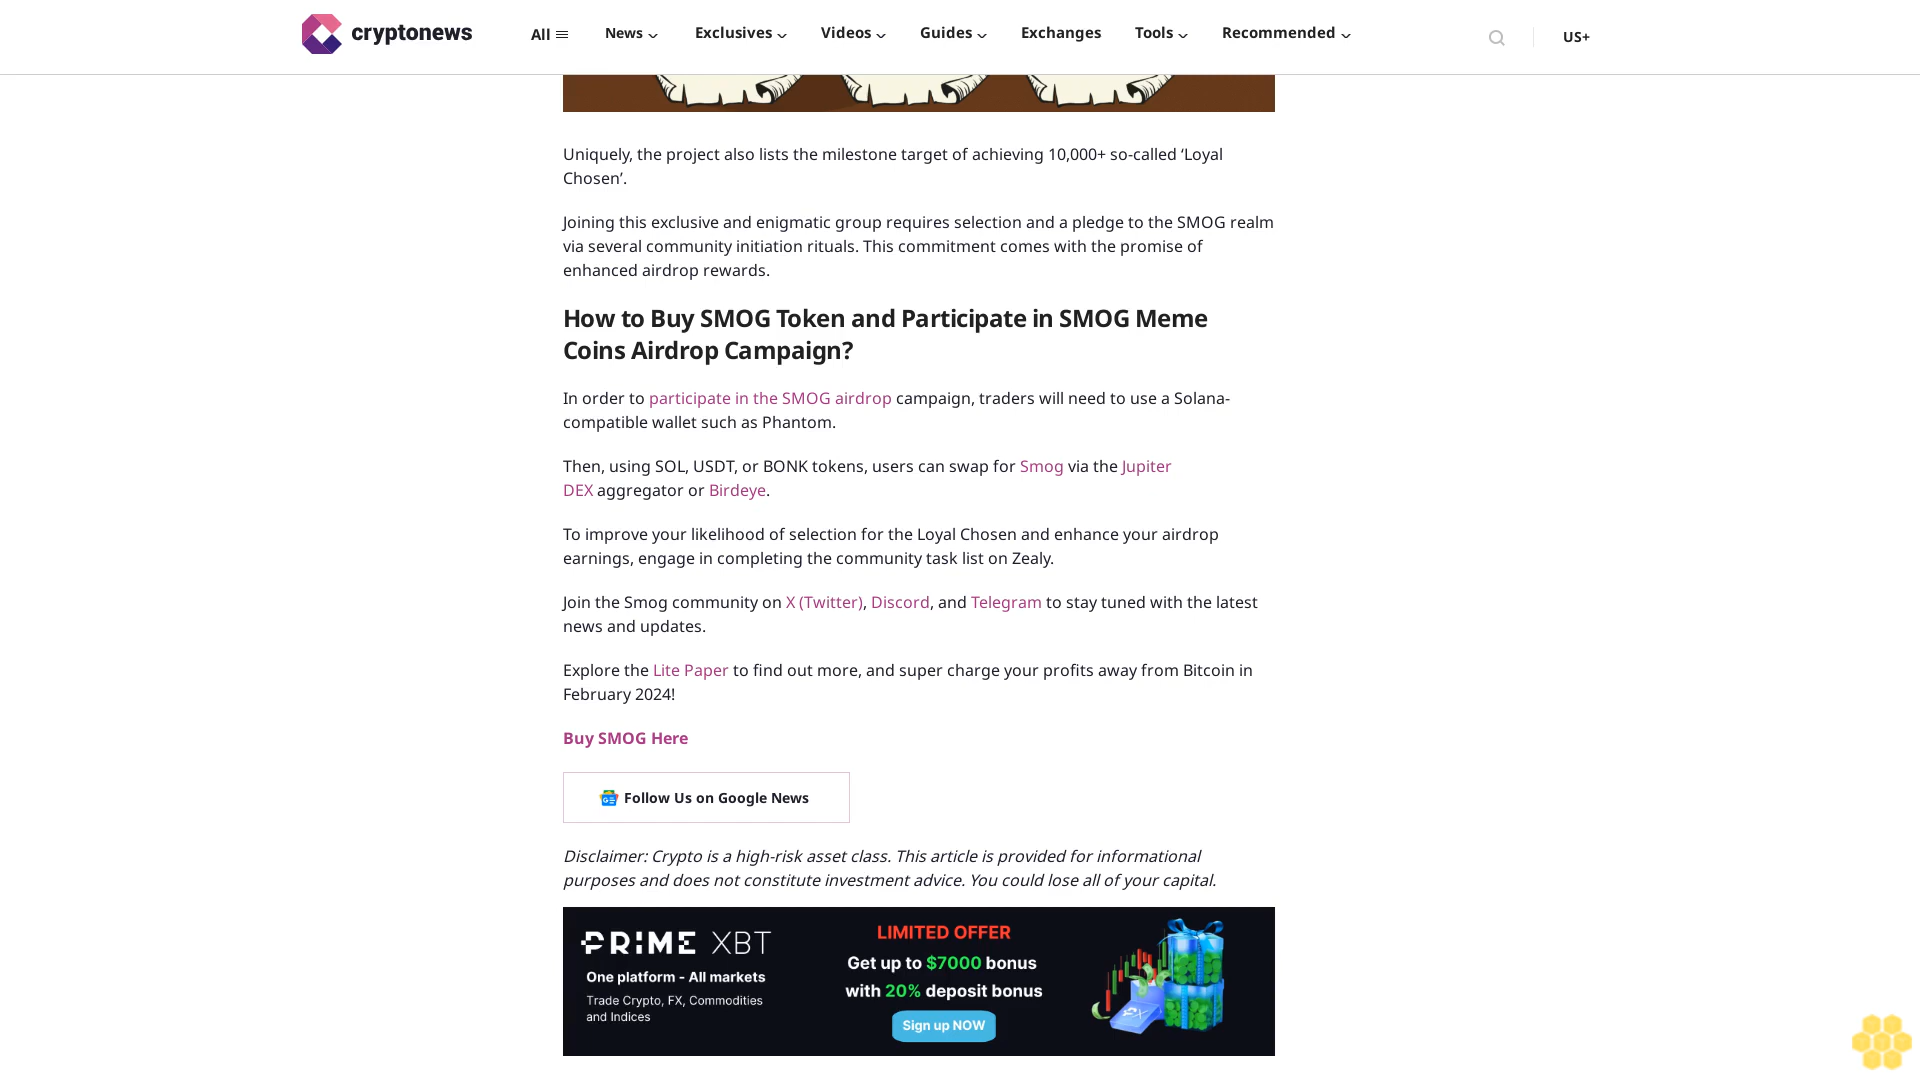 cryptonews
All News Exclusives Videos Guides Exchanges Tools Recommended US+
Uniquely, the project also lists the milestone target of achieving 10,000+ so-called ‘Loyal
Chosen’.
Joining this exclusive and enigmatic group requires selection and a pledge to the SMOG realm
via several community initiation rituals. This commitment comes with the promise of
enhanced airdrop rewards.
How to Buy SMOG Token and Participate in SMOG Meme
Coins Airdrop Campaign?
In order to participate in the SMOG airdrop campaign, traders will need to use a Solana-
compatible wallet such as Phantom.
Then, using SOL, USDT, or BONK tokens, users can swap for Smog via the Jupiter
DEX aggregator or Birdeye.
To improve your likelihood of selection for the Loyal Chosen and enhance your airdrop
earnings, engage in completing the community task list on Zealy.
Join the Smog community on X (Twitter), Discord, and Telegram to stay tuned with the latest
news and updates.
Explore the Lite Paper to find out more, and super charge your profits away from Bitcoin in
February 2024!
Buy SMOG Here
Follow Us on Google News
Disclaimer: Crypto is a high-risk asset class. This article is provided for informational
purposes and does not constitute investment advice. You could lose all of your capital.
PRIME XBT
One platform - All markets
Trade Crypto, FX, Commodities
and Indices
LIMITED OFFER
Get up to $7000 bonus
with 20% deposit bonus
Sign up NOW